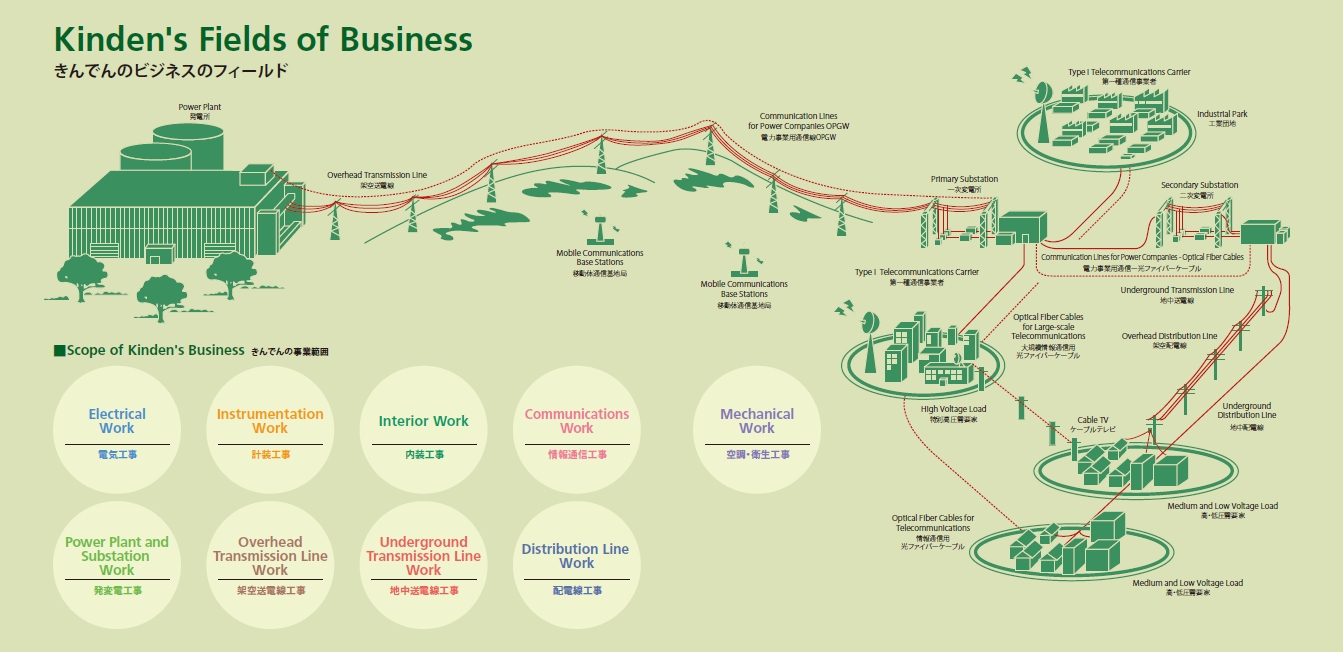 Kinden's Fields of Business
きんでんのビジネスのフィールド
Power Plant
発電所
Overhead Transmission Line
架空送電線
Communication Lines
for Power Companies OPGW
電力事業用通信線OPGW
Mobile Communications
Base Stations
移動体通信基地局
Mobile Communications
Base Stations
移動体通信基地局
Primary Substation
一次変電所
Type I Telecommunications Carrier
第一種通信事業者
Industrial Park
工業団地
Secondary Substation
二次変電所
Communication Lines for Power Companies - Optical Fiber Cables
電力事業用通信−光ファイバーケーブル
Type I Telecommunications Carrier
第一種通信事業者
Underground Transmission Line
地中送電線
Optical Fiber Cables
for Large-scale
Telecommunications
大規模情報通信用
光ファイバーケーブル
Overhead Distribution Line
架空配電線
High Voltage Load
特別高圧需要家
Cable TV
ケーブルテレビ
Underground
Distribution Line
地中配電線
Medium and Low Voltage Load
高・低圧需要家
Optical Fiber Cables for
Telecommunications
情報通信用
光ファイバーケーブル
Medium and Low Voltage Load
高・低圧需要家
■Scope of Kinden's Business きんでんの事業範囲
Electrical
Work
電気工事
Instrumentation
Work
計装工事
Interior Work
内装工事
Communications
Work
情報通信工事
Mechanical
Work
空調・衛生工事
Power Plant and
Substation
Work
発変電工事
Overhead
Transmission Line
Work
架空送電線工事
Underground
Transmission Line
Work
地中送電線工事
Distribution Line
Work
配電線工事